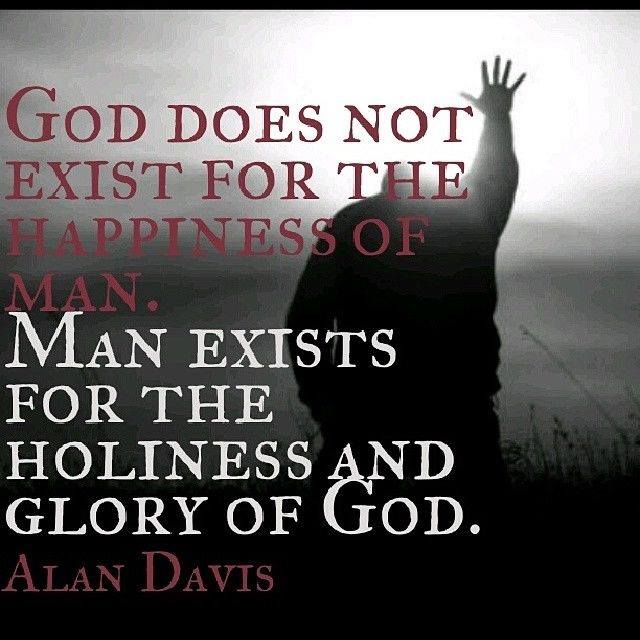 God does not
exist for the
happiness of
man.
Man exists
for the
holiness and
glory of God.
Alan Davis